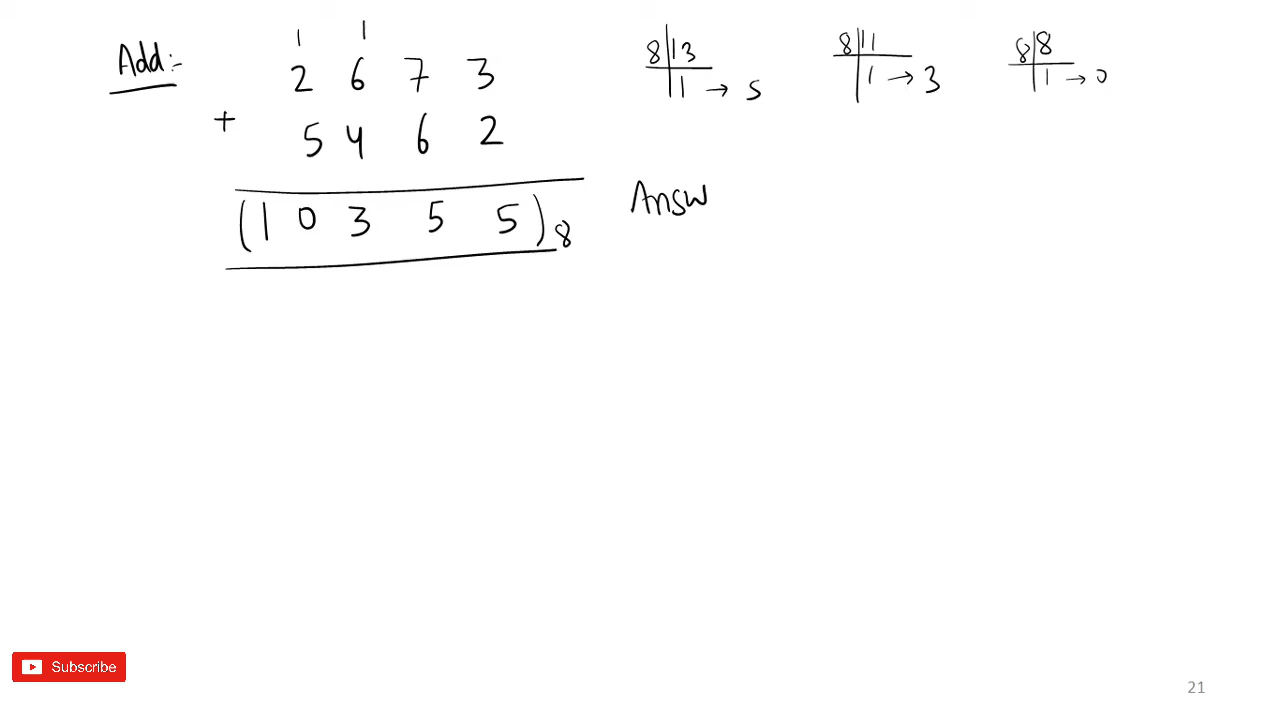 1 1
Add:- 2 6 7 3
+ 5 4 6 2
(1 0 3 5 5)8
8 13
1 → 5
8 11
1 → 3
8 8
1 → 0
Answ
Subscribe
21